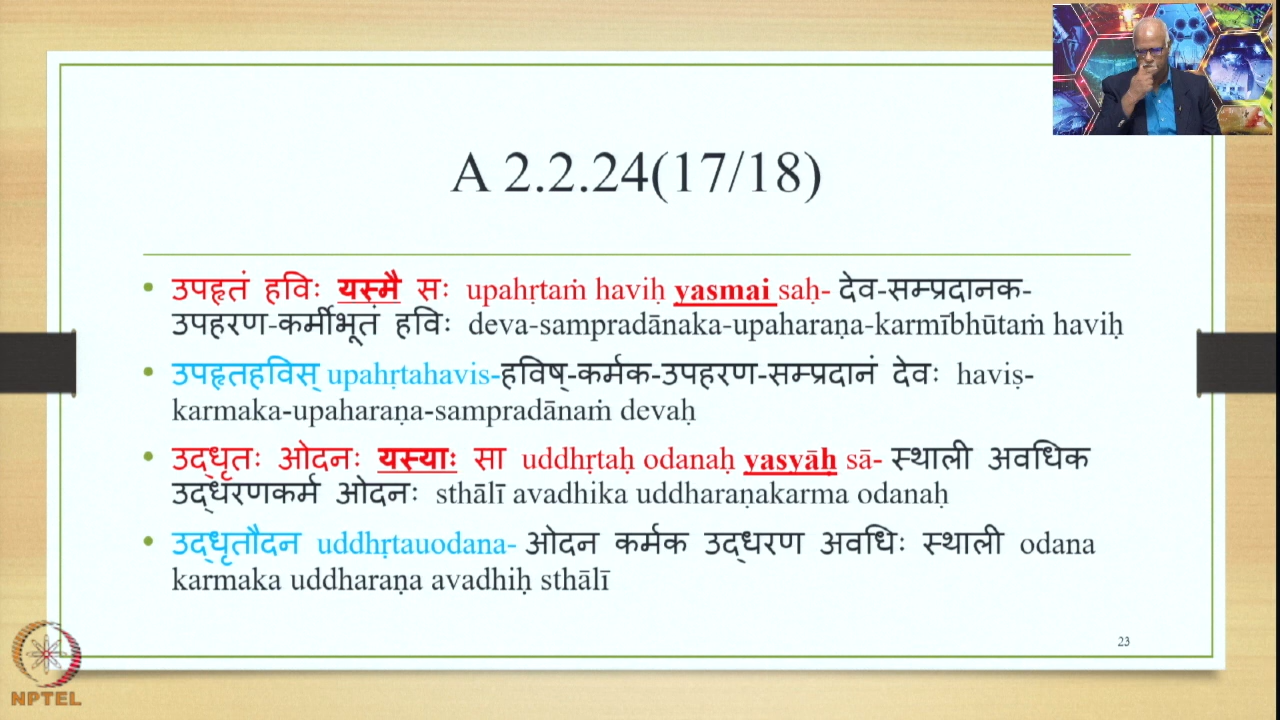 A 2.2.24(17/18)
• उपहृतं हविः यस्मै सः upahṛtaṁ haviḥ yasmai saḥ- देव-सम्प्रदानक-
उपहरण-कर्मीभूतं हविः deva-sampradānaka-upaharaṇa-karmībhūtaṁ haviḥ
• उपहृतहविस् upahṛtahavis-हविष्-कर्मक-उपहरण-सम्प्रदानं देवः haviṣ-
karmaka-upaharaṇa-sampradānaṁ devaḥ
• उद्धृतः ओदनः यस्याः सा uddhṛtaḥ odanaḥ yasyāḥ sā- स्थाली अवधिक
उद्धरणकर्म ओदनः sthālī avadhika uddharaṇakarma odanaḥ
• उद्धृतौदन uddhṛtauodana- ओदन कर्मक उद्धरण अवधिः स्थाली odana
karmaka uddharaṇa avadhiḥ sthālī
23
NPTEL